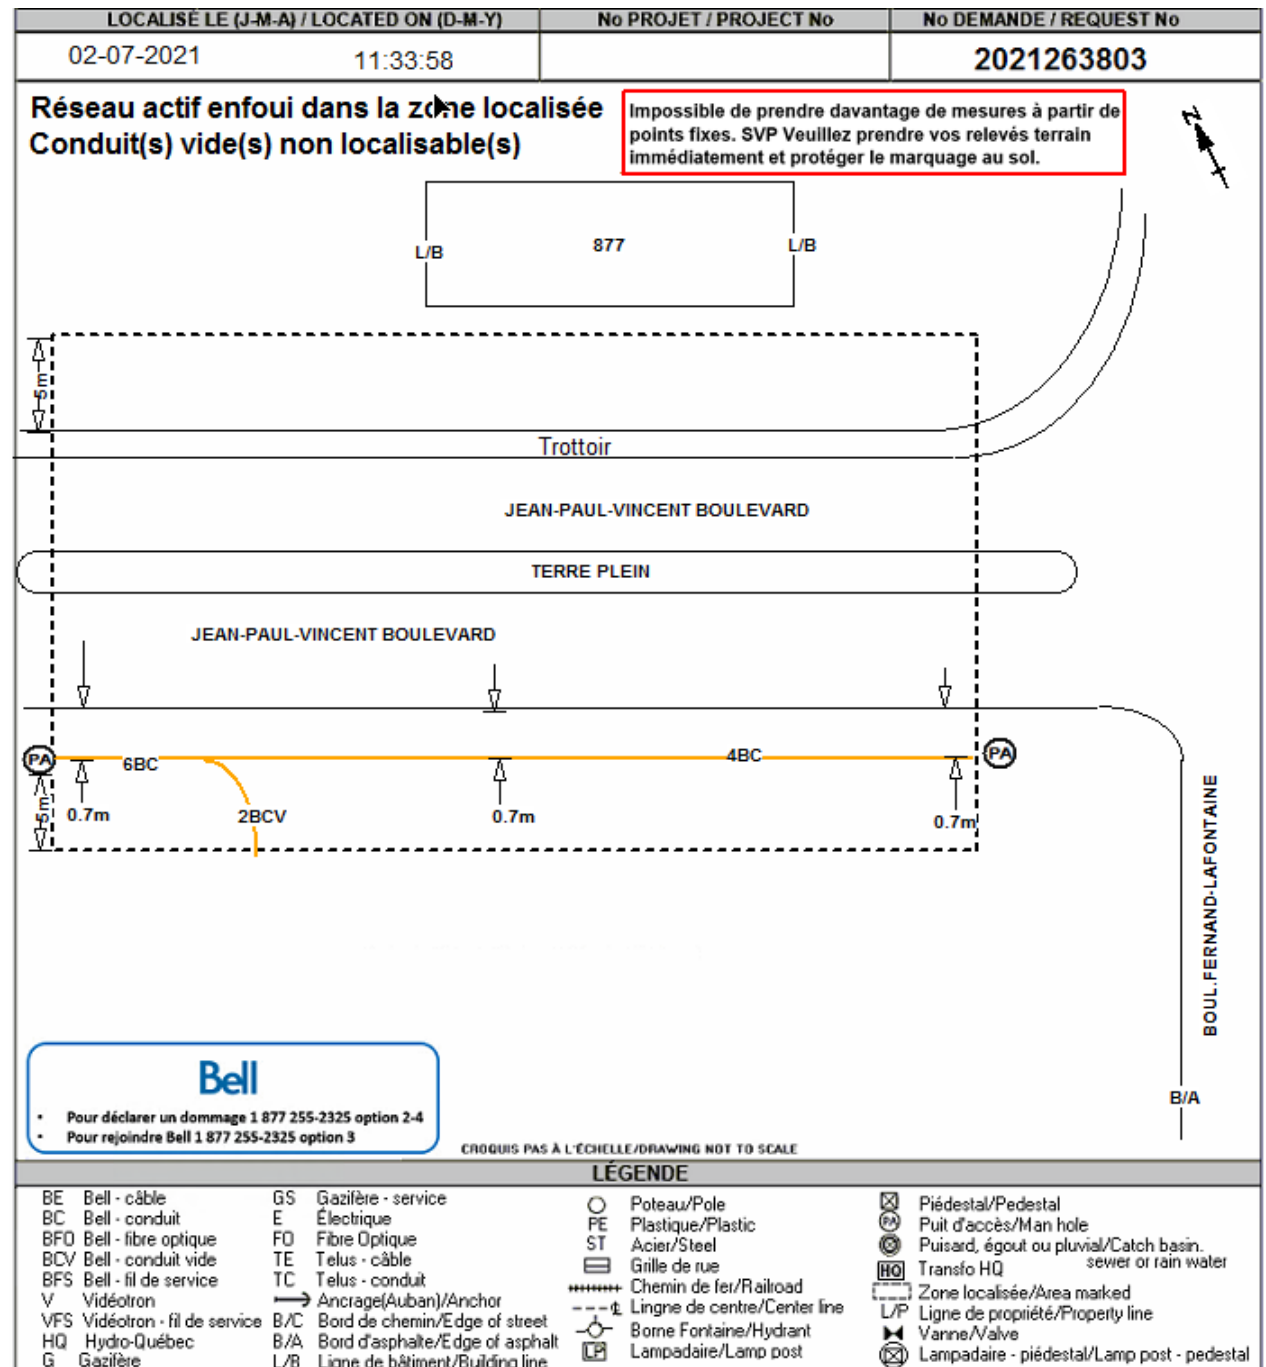 LOCALISÉ LE (J-M-A) / LOCATED ON (D-M-Y) No PROJET / PROJECT No No DEMANDE / REQUEST No
02-07-2021 11:33:58 2021263803
Réseau actif enfoui dans la zone localisée
Conduit(s) vide(s) non localisable(s)
Impossible de prendre davantage de mesures à partir de
points fixes. SVP Veuillez prendre vos relevés terrain
immédiatement et protéger le marquage au sol.
N
L/B 877 L/B
5m
Trottoir
JEAN-PAUL-VINCENT BOULEVARD
TERRE PLEIN
JEAN-PAUL-VINCENT BOULEVARD
PA 6BC 4BC PA
5m 0.7m 2BCV 0.7m 0.7m
BOUL.FERNAND-LAFONTAINE
B/A
Bell
• Pour déclarer un dommage 1 877 255-2325 option 2-4
• Pour rejoindre Bell 1 877 255-2325 option 3
CROQUIS PAS À L'ÉCHELLE/DRAWING NOT TO SCALE
LÉGENDE
BE Bell - câble
BC Bell - conduit
BFO Bell - fibre optique
BCV Bell - conduit vide
BFS Bell - fil de service
V Vidéotron
VFS Vidéotron - fil de service
HQ Hydro-Québec
G Gazifère
GS Gazifère - service
E Électrique
FO Fibre Optique
TE Telus - câble
TC Telus - conduit
Ancrage(Auban)/Anchor
B/C Bord de chemin/Edge of street
B/A Bord d'asphalte/Edge of asphalt
L/B Ligne de bâtiment/Building line
Poteau/Pole
PE Plastique/Plastic
ST Acier/Steel
Grille de rue
Chemin de fer/Railroad
Lingne de centre/Center line
Borne Fontaine/Hydrant
LP Lampadaire/Lamp post
Piédestal/Pedestal
PA Puit d'accès/Man hole
Puisard, égout ou pluvial/Catch basin.
sewer or rain water
HQ Transfo HQ
Zone localisée/Area marked
L/P Ligne de propriété/Property line
Vanne/Valve
Lampadaire - piédestal/Lamp post - pedestal